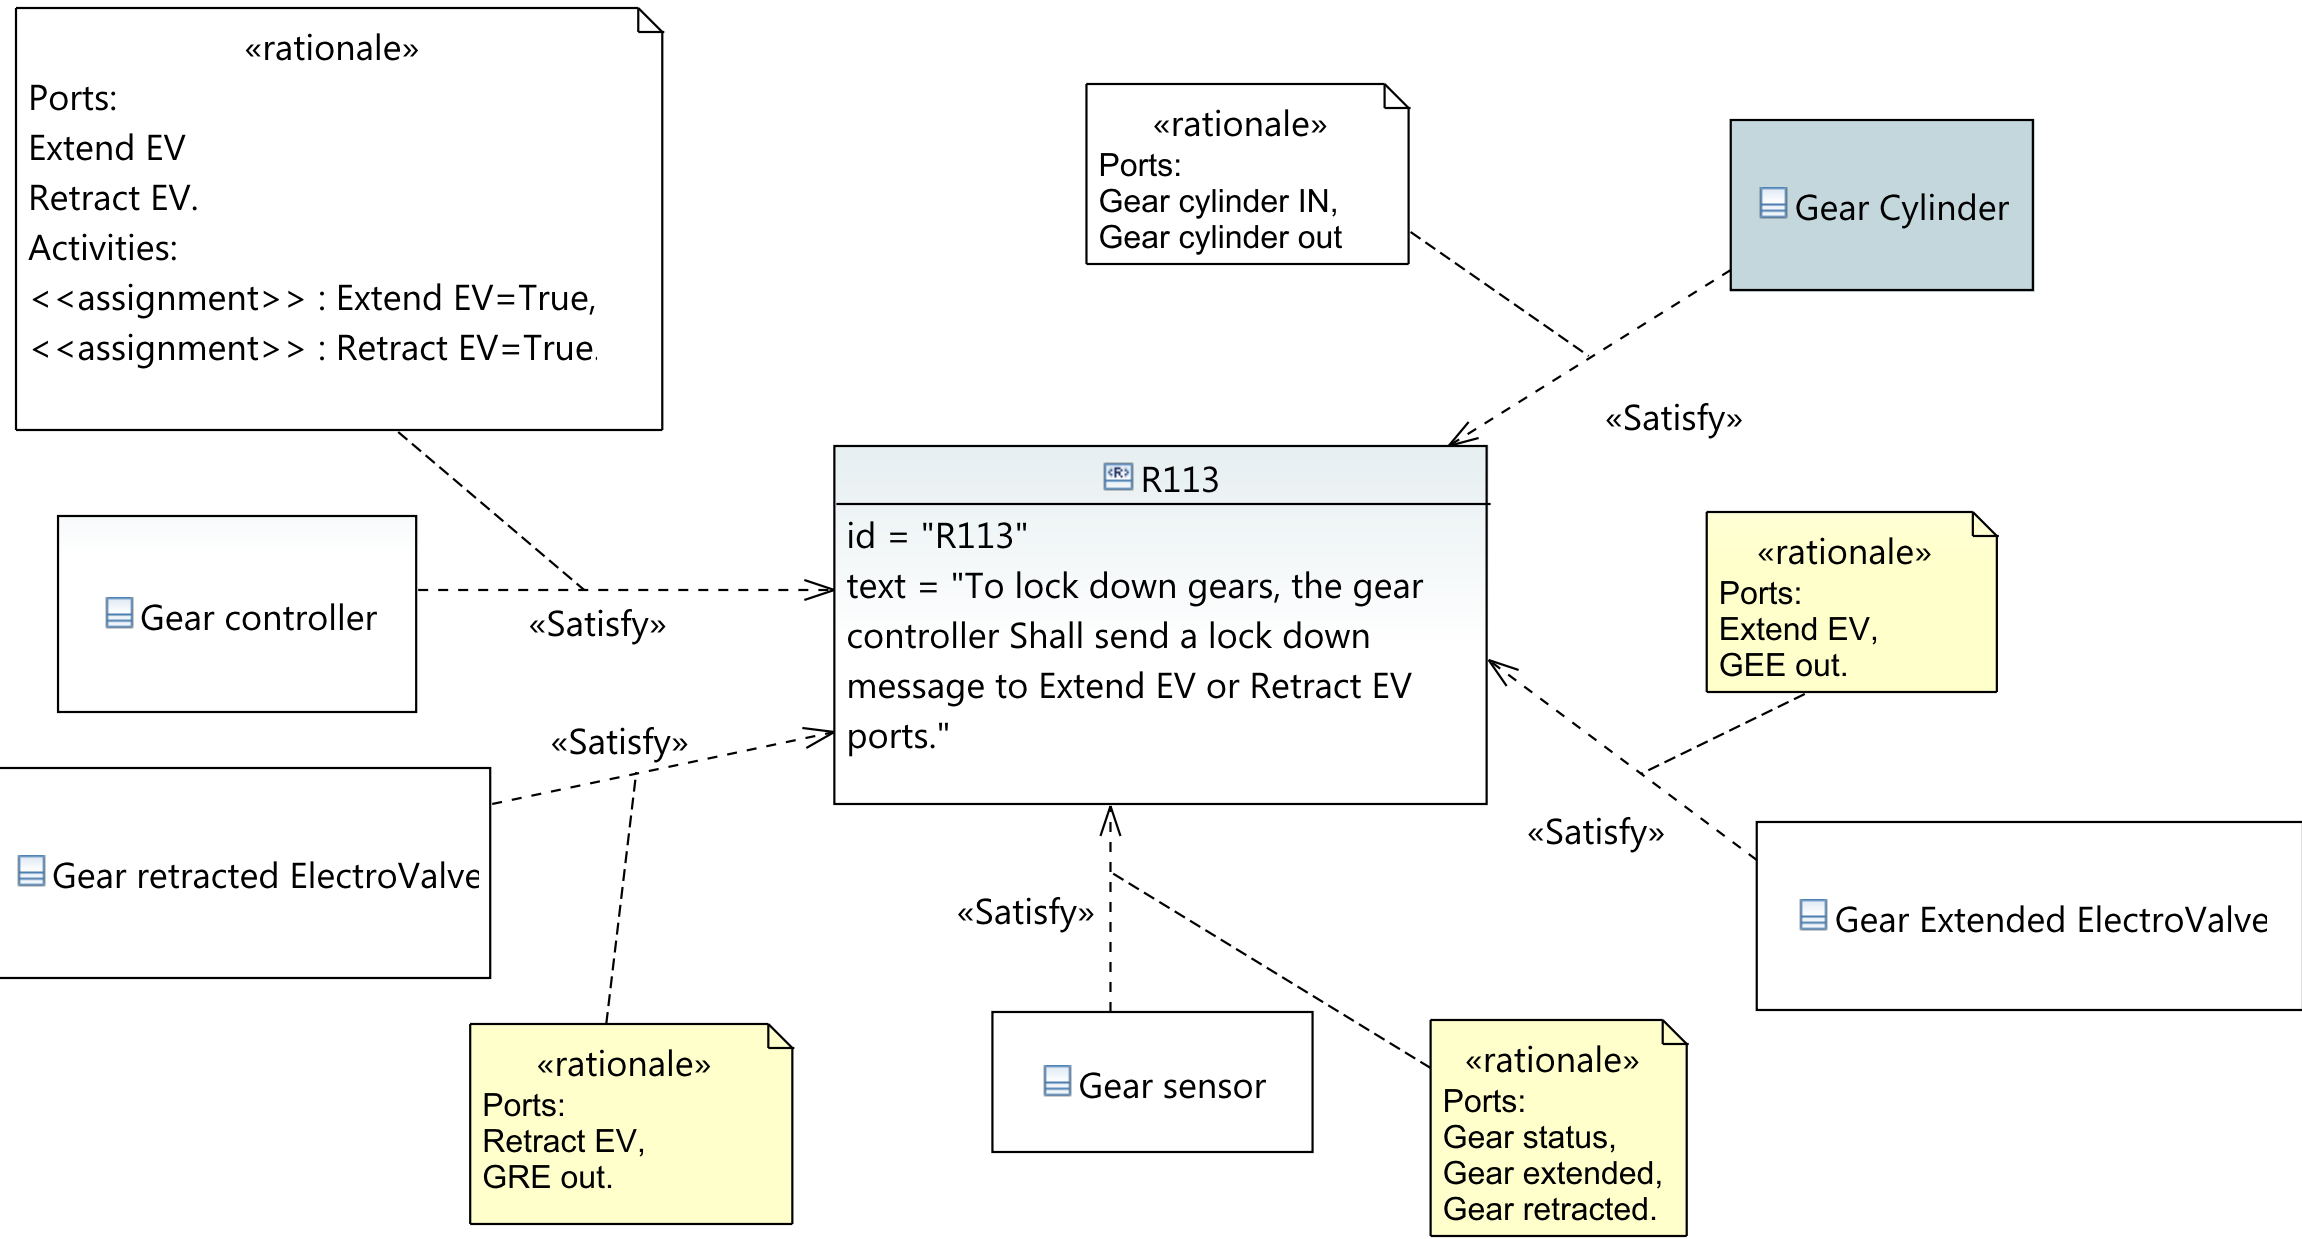 «rationale»
Ports:
Extend EV
Retract EV.
Activities:
<<assignment>> : Extend EV=True,
<<assignment>> : Retract EV=True.
«rationale»
Ports:
Gear cylinder IN,
Gear cylinder out
Gear Cylinder
«Satisfy»
R113
id = "R113"
text = "To lock down gears, the gear
controller Shall send a lock down
message to Extend EV or Retract EV
ports."
Gear controller
«Satisfy»
«rationale»
Ports:
Extend EV,
GEE out.
«Satisfy»
Gear retracted ElectroValve
«Satisfy»
Gear Extended ElectroValve
«Satisfy»
Gear sensor
«rationale»
Ports:
Retract EV,
GRE out.
«rationale»
Ports:
Gear status,
Gear extended,
Gear retracted.